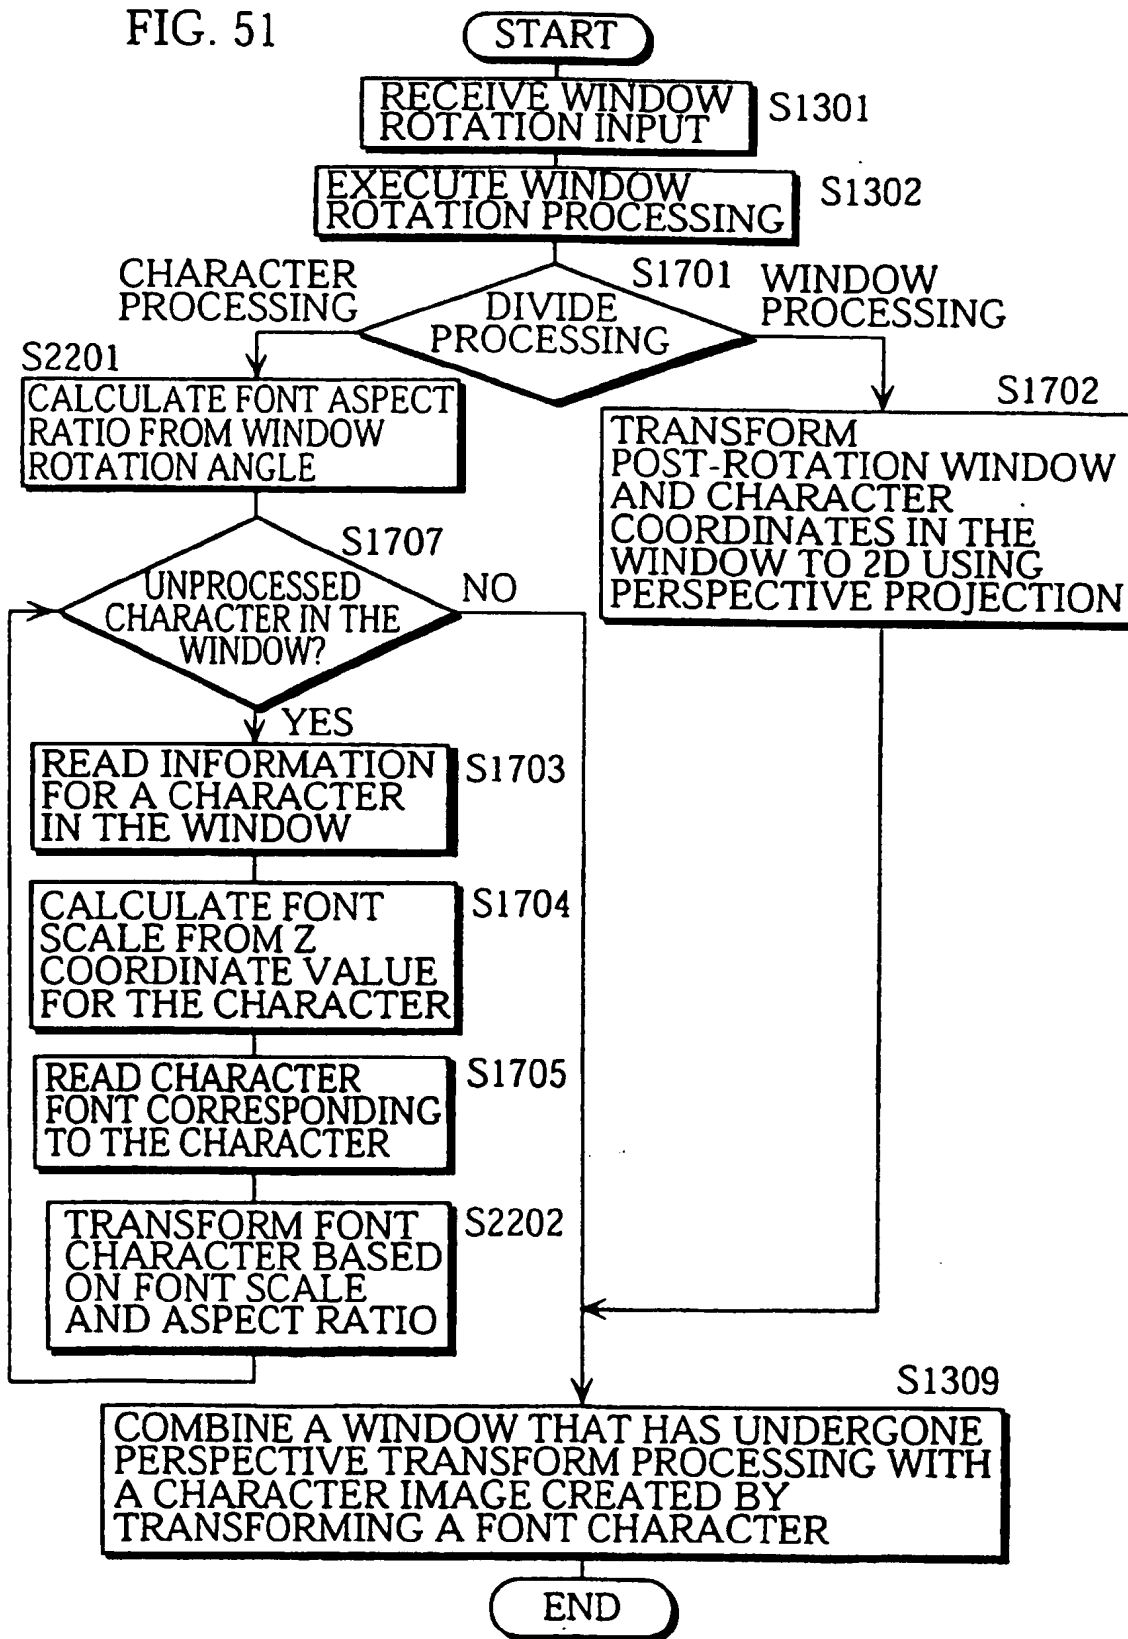 FIG. 51
START
RECEIVE WINDOW
ROTATION INPUT
S1301
EXECUTE WINDOW
ROTATION PROCESSING
S1302
S1701
DIVIDE
PROCESSING
CHARACTER
PROCESSING
WINDOW
PROCESSING
S2201
CALCULATE FONT ASPECT
RATIO FROM WINDOW
ROTATION ANGLE
S1702
TRANSFORM
POST-ROTATION WINDOW
AND CHARACTER
COORDINATES IN THE
WINDOW TO 2D USING
PERSPECTIVE PROJECTION
S1707
UNPROCESSED
CHARACTER IN THE
WINDOW?
NO
YES
READ INFORMATION
FOR A CHARACTER
IN THE WINDOW
S1703
CALCULATE FONT
SCALE FROM Z
COORDINATE VALUE
FOR THE CHARACTER
S1704
READ CHARACTER
FONT CORRESPONDING
TO THE CHARACTER
S1705
TRANSFORM FONT
CHARACTER BASED
ON FONT SCALE
AND ASPECT RATIO
S2202
S1309
COMBINE A WINDOW THAT HAS UNDERGONE
PERSPECTIVE TRANSFORM PROCESSING WITH
A CHARACTER IMAGE CREATED BY
TRANSFORMING A FONT CHARACTER
END